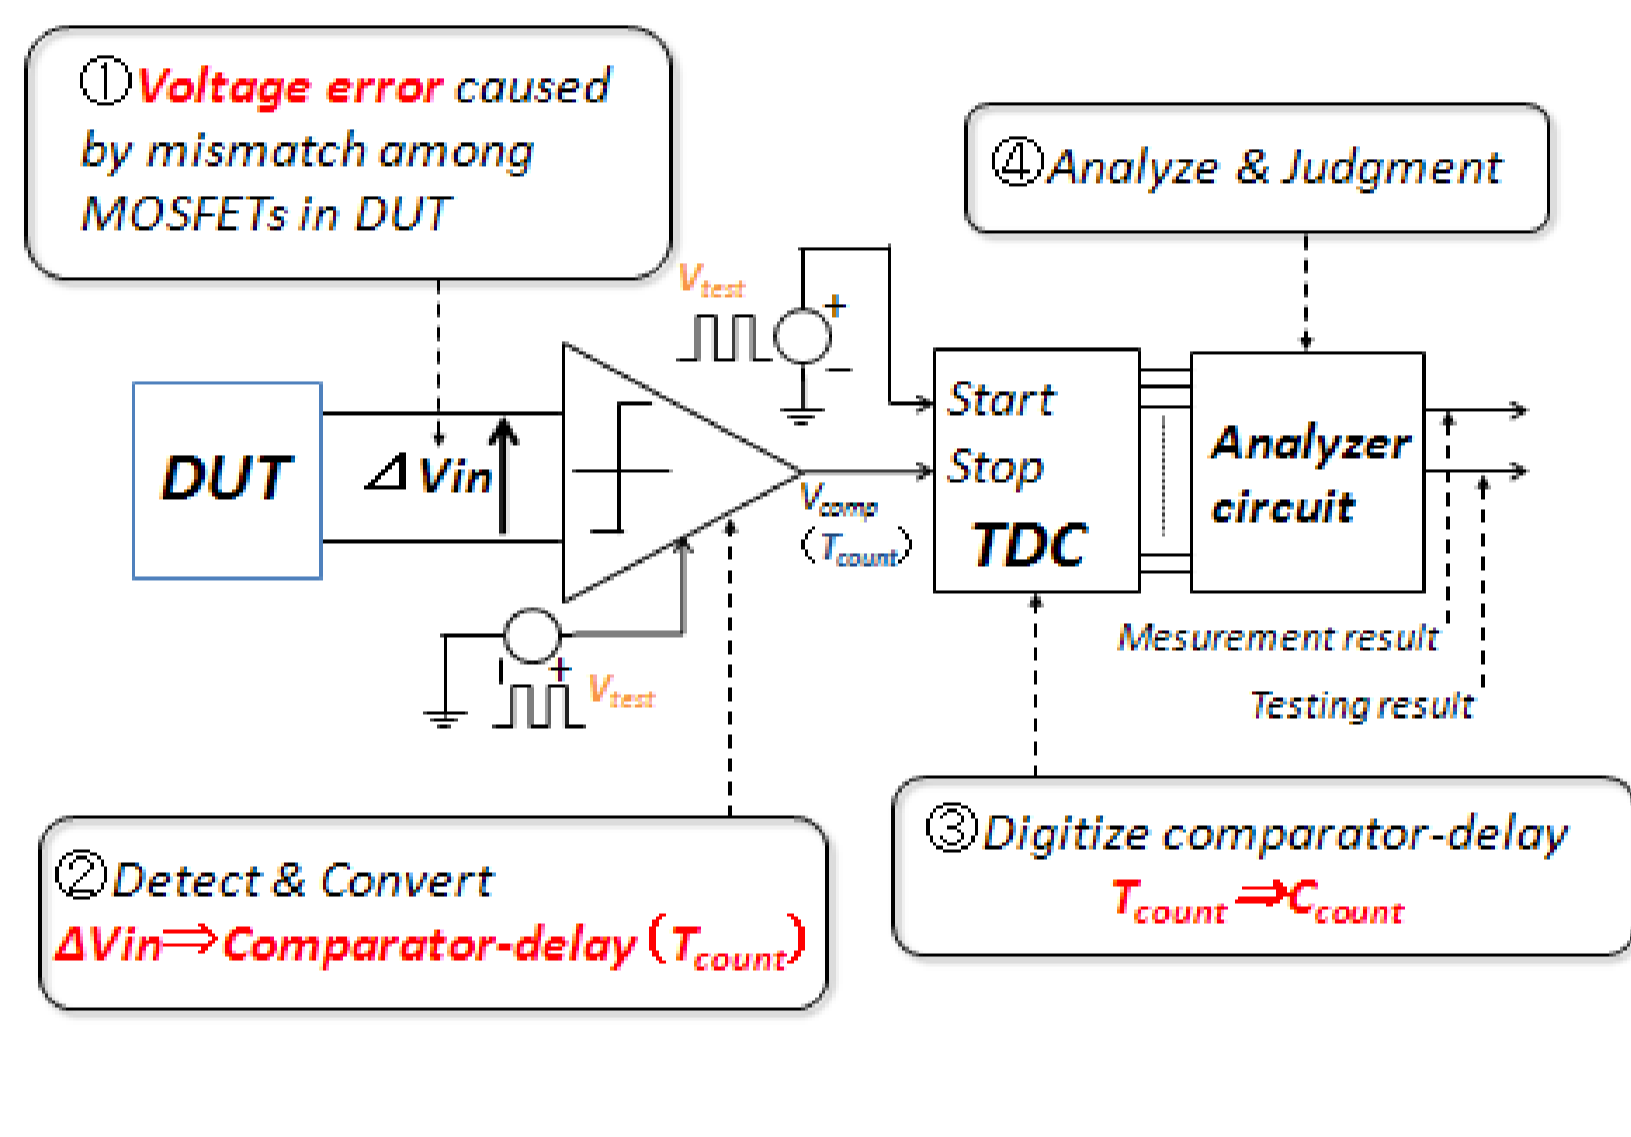 ①Voltage error caused
by mismatch among
MOSFETs in DUT
④Analyze & Judgment
Vtest
+
−
DUT
⊿Vin
Start
Stop
TDC
Vcomp
(Tcount)
Analyzer
circuit
+
Vtest
Mesurement result
Testing result
②Detect & Convert
ΔVin⇒Comparator-delay(Tcount)
③Digitize comparator-delay
Tcount⇒Ccount